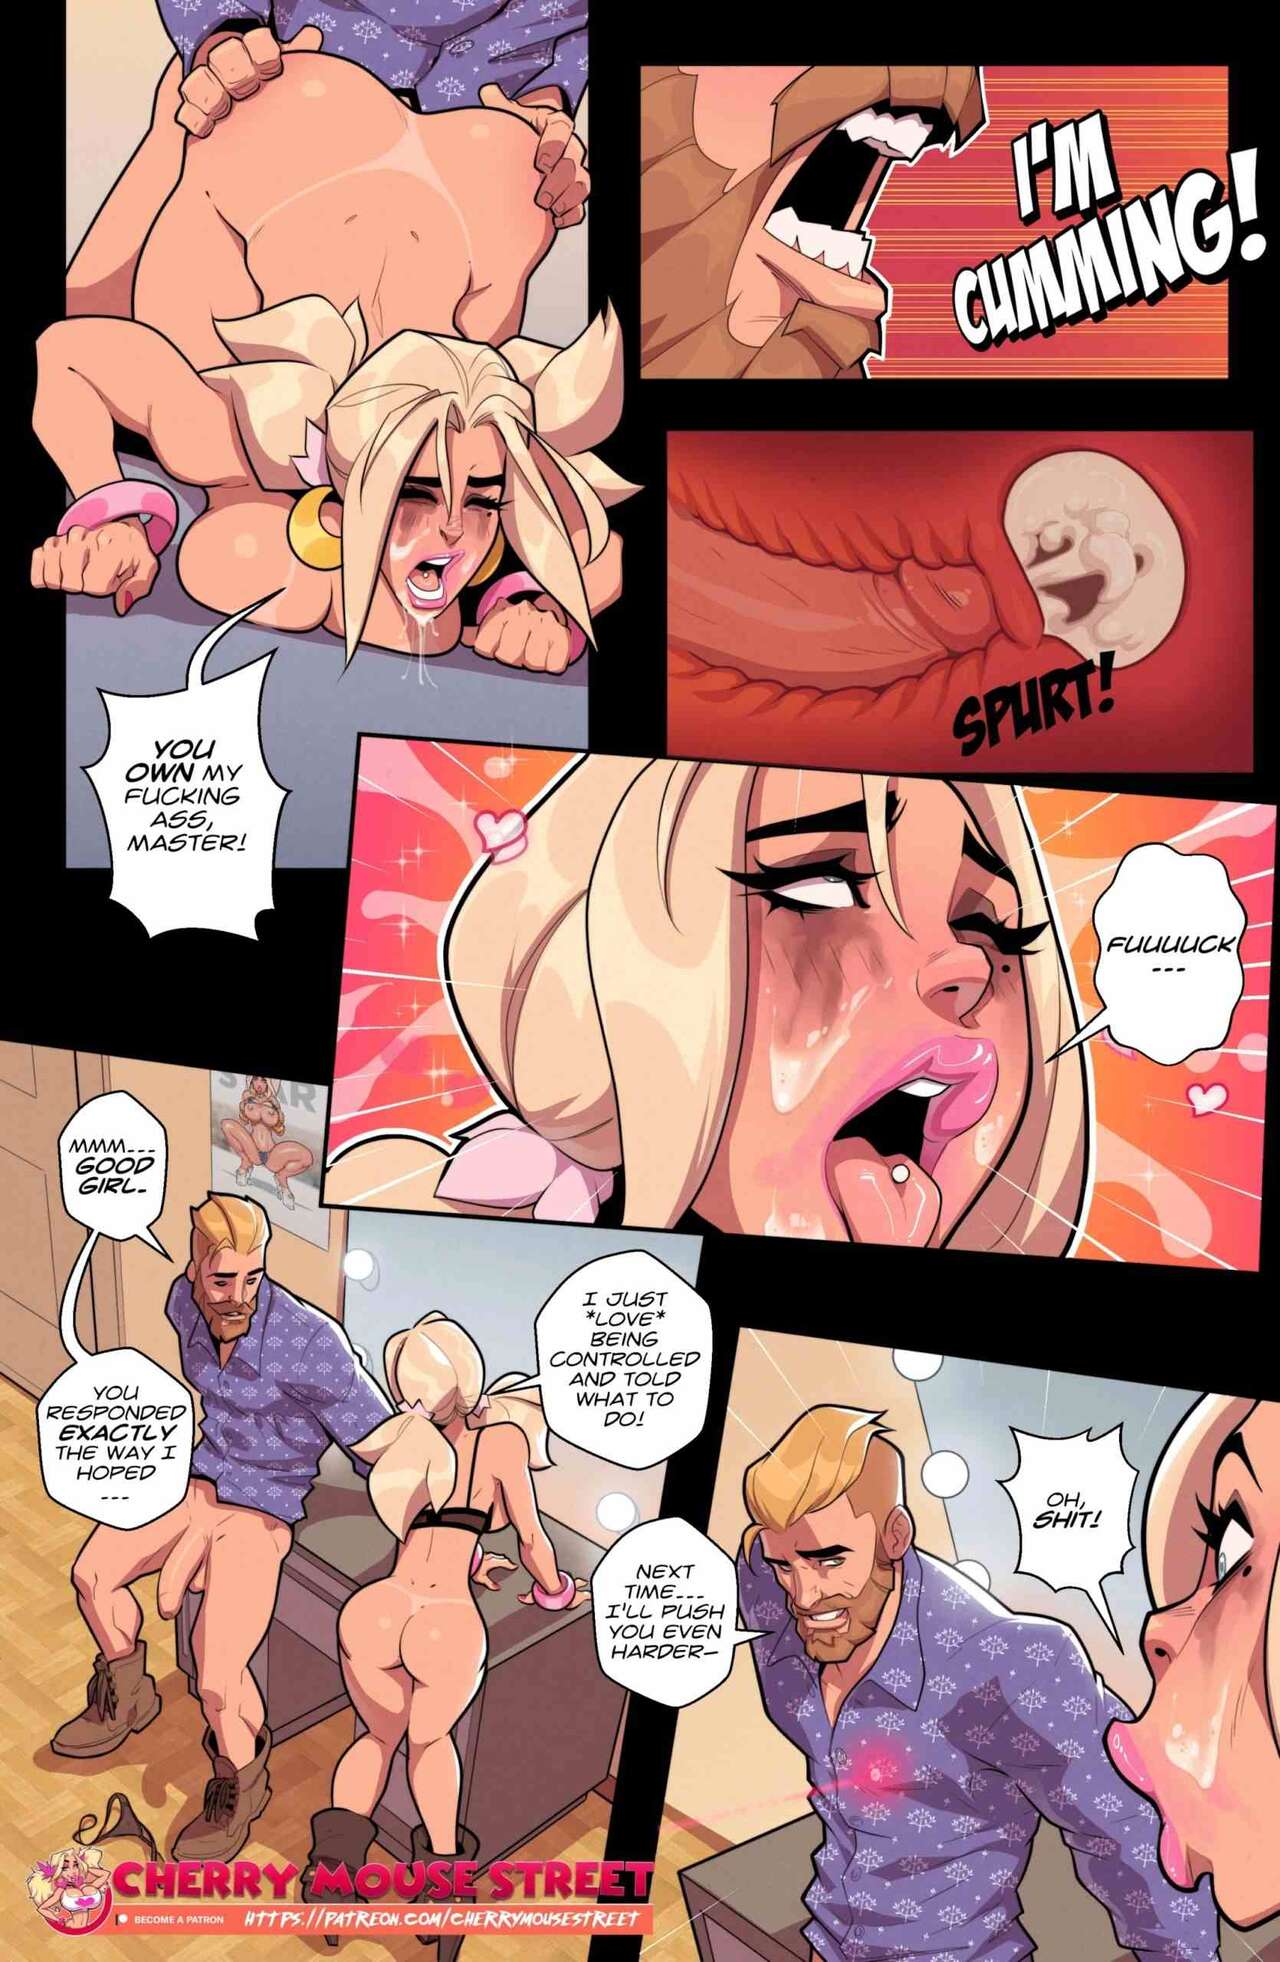 YOU
OWN MY
FUCKING
ASS,
MASTER!
I'M
CUMMING!
SPURT!
FUUUUCK
---
MMM...
GOOD
GIRL-
YOU
RESPONDED
EXACTLY
THE WAY I
HOPED
---
I JUST
*LOVE*
BEING
CONTROLLED
AND TOLD
WHAT TO
DO!
NEXT
TIME---
I'LL PUSH
YOU EVEN
HARDER-
OH,
SHIT!
CHERRY MOUSE STREET
BECOME A PATRON
HTTPS://PATREON.COM/CHERRYMOUSESTREET